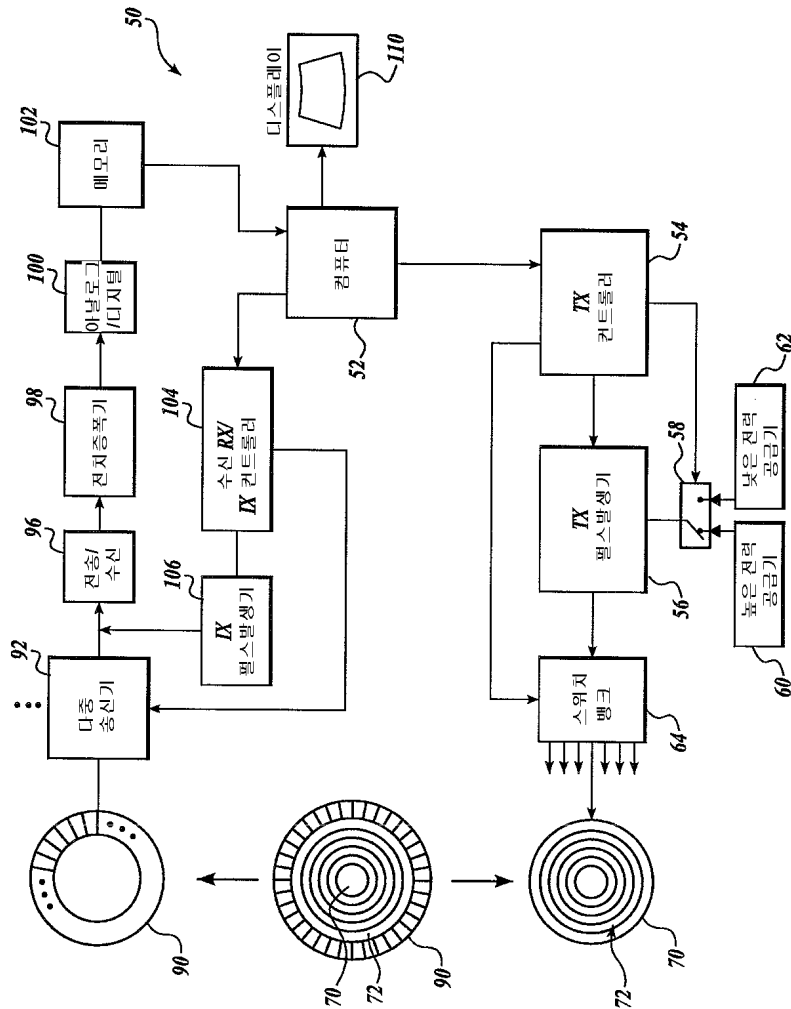 50
102
메모리
100
아날로그
/디지털
98
전치증폭기
96
전송/
수신
92
다중
송신기
90
디스플레이
110
컴퓨터
52
104
수신 RX/
IX 컨트롤러
106
IX
펄스발생기
70
72
90
TX
컨트롤러
54
TX
펄스발생기
56
58
62
낮은 전력
공급기
높은 전력
공급기
60
스위치
뱅크
64
72
70